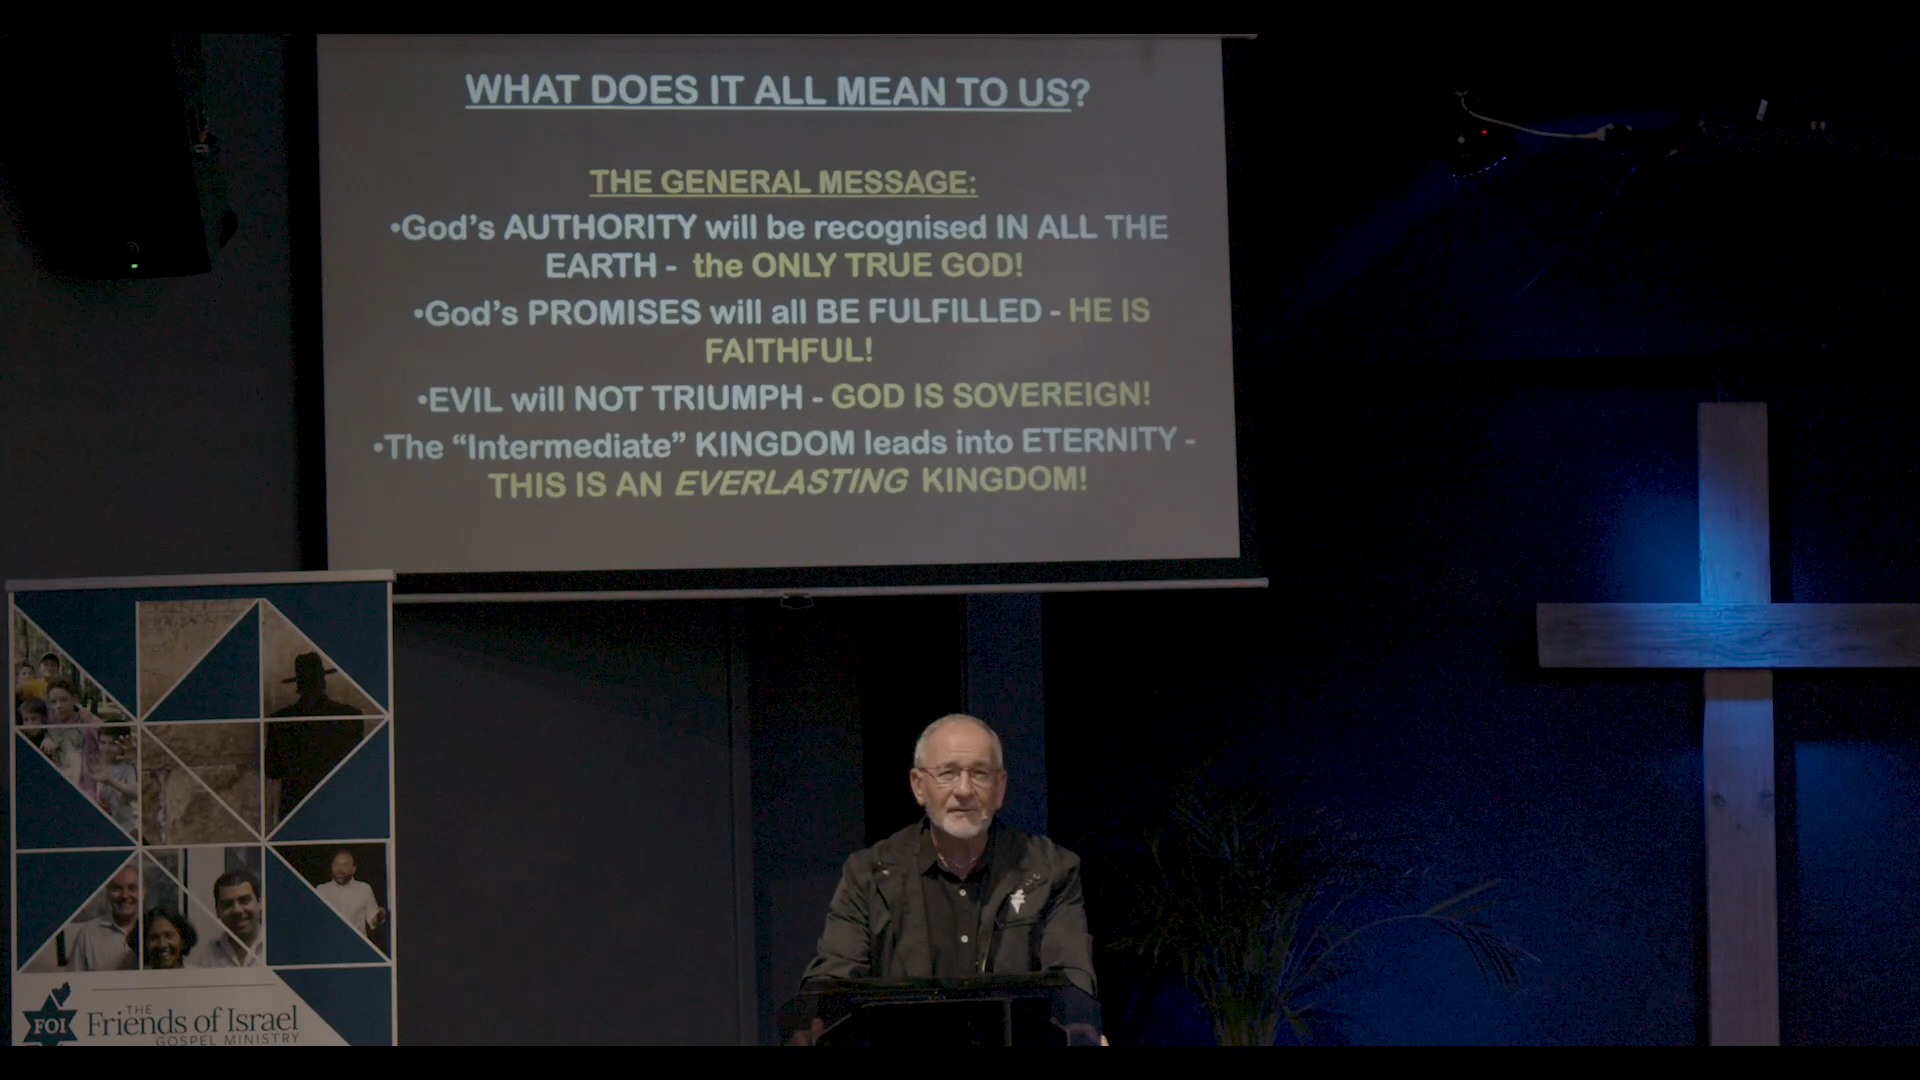 WHAT DOES IT ALL MEAN TO US?
THE GENERAL MESSAGE:
•God's AUTHORITY will be recognised IN ALL THE
EARTH - the ONLY TRUE GOD!
•God's PROMISES will all BE FULFILLED - HE IS
FAITHFUL!
•EVIL will NOT TRIUMPH - GOD IS SOVEREIGN!
•The “Intermediate” KINGDOM leads into ETERNITY -
THIS IS AN EVERLASTING KINGDOM!
FOI
THE
Friends of Israel
GOSPEL MINISTRY